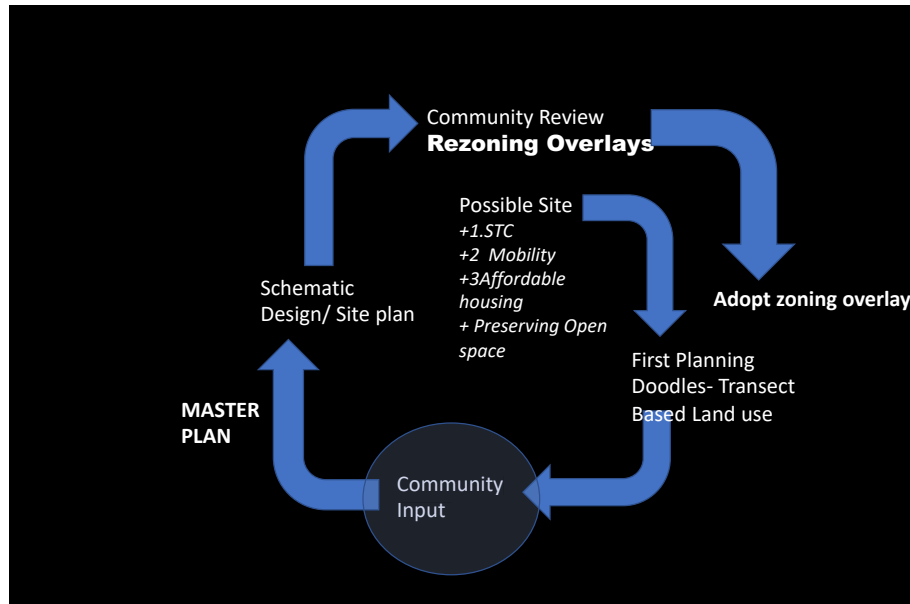 Community Review
Rezoning Overlays
Possible Site
+1.STC
+2 Mobility
+3Affordable
housing
+ Preserving Open
space
Schematic
Design/ Site plan
Adopt zoning overlay
First Planning
Doodles- Transect
Based Land use
MASTER
PLAN
Community
Input